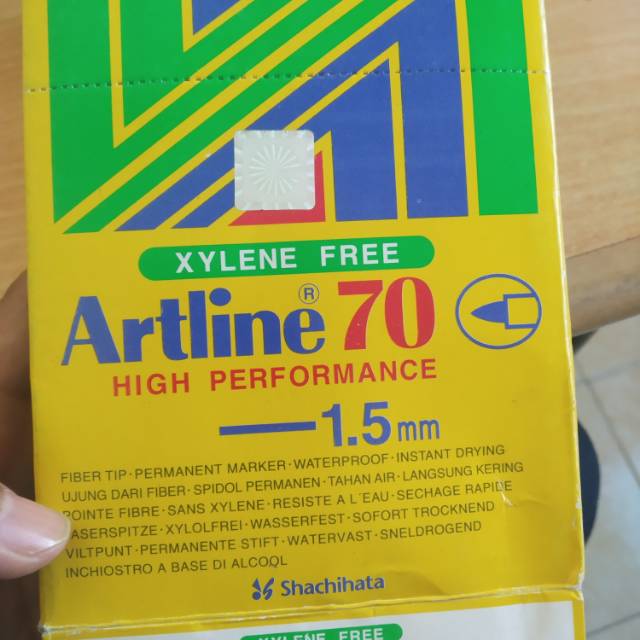 XYLENE FREE
Artline® 70
HIGH PERFORMANCE
1.5mm
FIBER TIP·PERMANENT MARKER·WATERPROOF·INSTANT DRYING
UJUNG DARI FIBER·SPIDOL PERMANEN·TAHAN AIR·LANGSUNG KERING
POINTE FIBRE·SANS XYLENE·RESISTE A L'EAU·SECHAGE RAPIDE
ASERSPITZE·XYLOLFREI·WASSERFEST·SOFORT TROCKNEND
VILTPUNT·PERMANENTE STIFT·WATERVAST·SNELDROGEND
INCHIOSTRO A BASE DI ALCOOL
Shachihata
XYLENE FREE